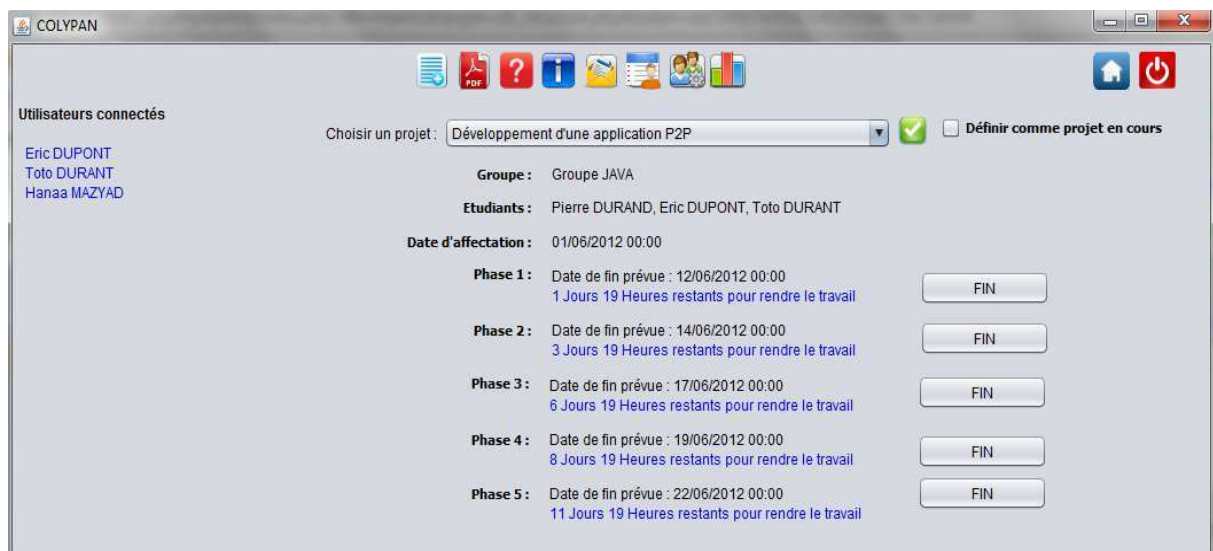 COLYPAN
PDF
Utilisateurs connectés
Eric DUPONT
Toto DURANT
Hanaa MAZYAD
Choisir un projet : Développement d'une application P2P
Définir comme projet en cours
Groupe : Groupe JAVA
Etudiants : Pierre DURAND, Eric DUPONT, Toto DURANT
Date d'affectation : 01/06/2012 00:00
Phase 1 : Date de fin prévue : 12/06/2012 00:00
1 Jours 19 Heures restants pour rendre le travail
FIN
Phase 2 : Date de fin prévue : 14/06/2012 00:00
3 Jours 19 Heures restants pour rendre le travail
FIN
Phase 3 : Date de fin prévue : 17/06/2012 00:00
6 Jours 19 Heures restants pour rendre le travail
FIN
Phase 4 : Date de fin prévue : 19/06/2012 00:00
8 Jours 19 Heures restants pour rendre le travail
FIN
Phase 5 : Date de fin prévue : 22/06/2012 00:00
11 Jours 19 Heures restants pour rendre le travail
FIN